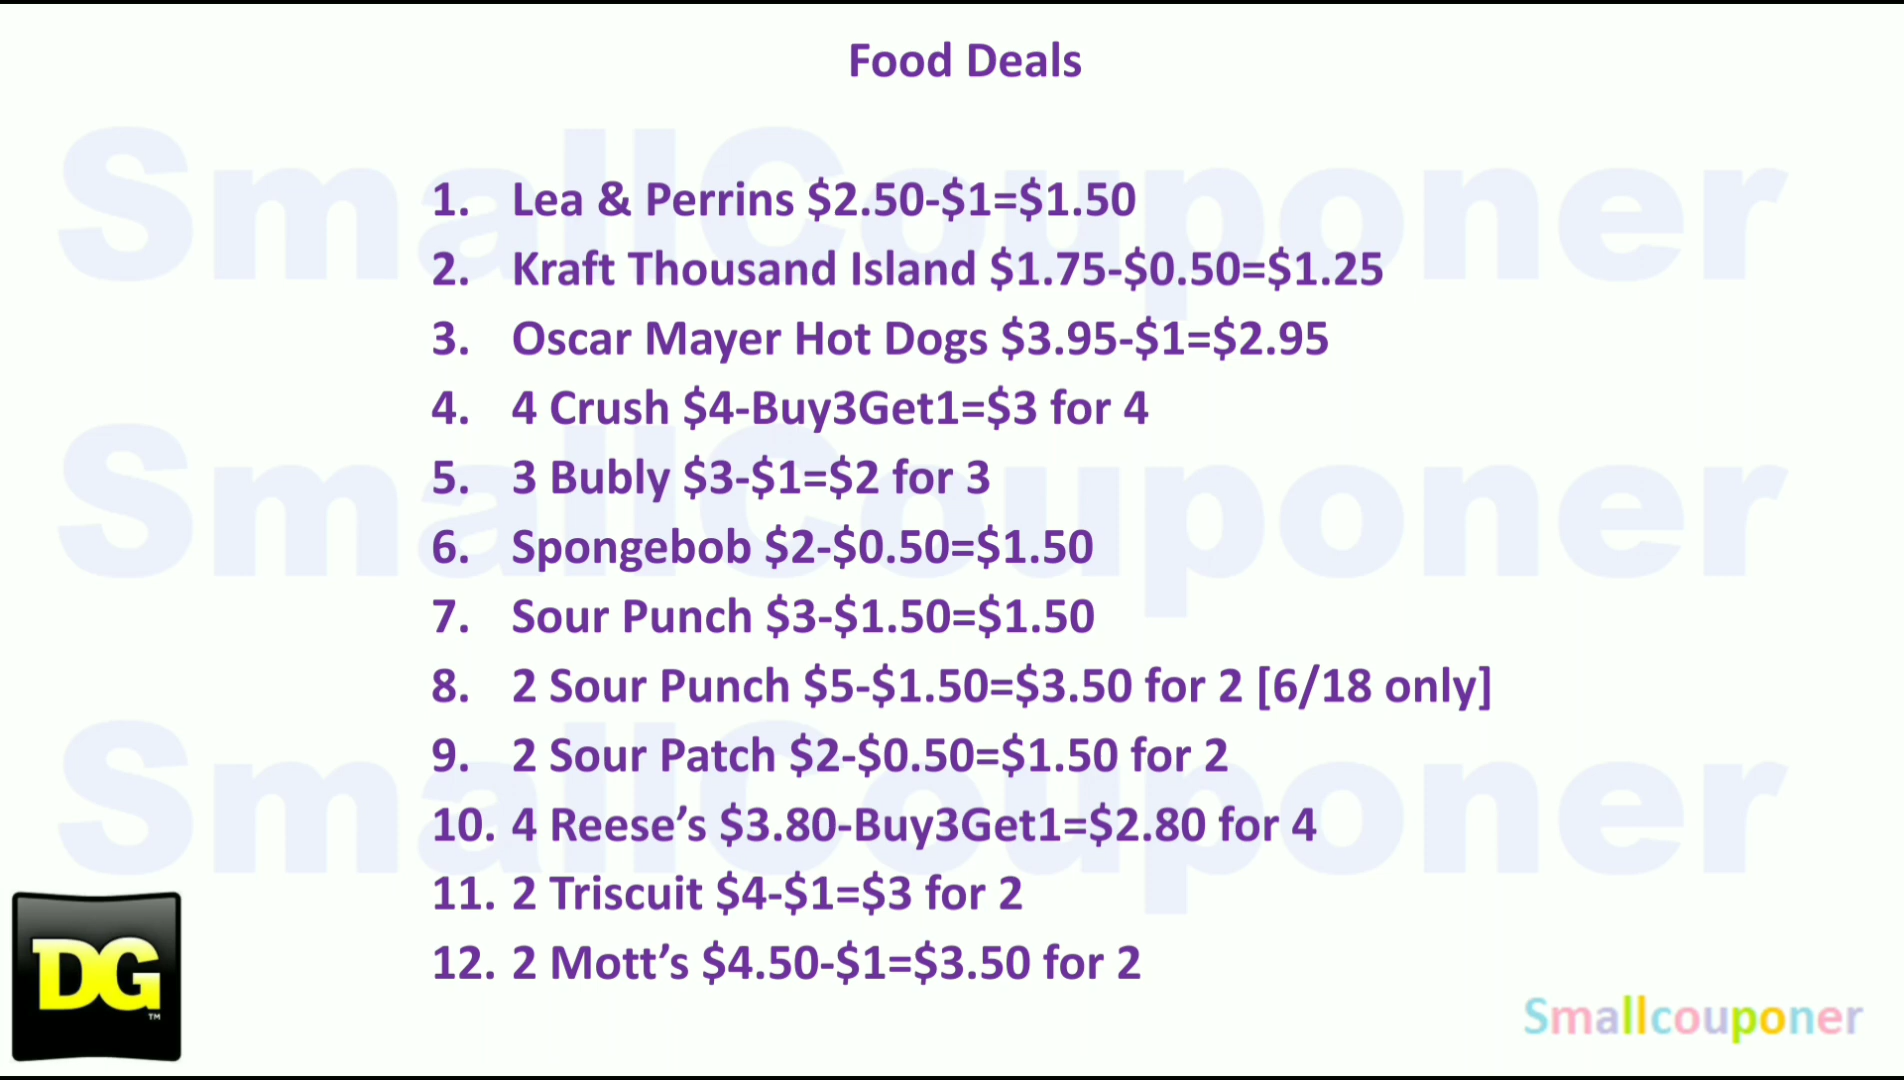 Food Deals
SmallCouponer
1. Lea & Perrins $2.50-$1=$1.50
2. Kraft Thousand Island $1.75-$0.50=$1.25
3. Oscar Mayer Hot Dogs $3.95-$1=$2.95
4. 4 Crush $4-Buy3Get1=$3 for 4
SmallCouponer
5. 3 Bubly $3-$1=$2 for 3
6. Spongebob $2-$0.50=$1.50
7. Sour Punch $3-$1.50=$1.50
8. 2 Sour Punch $5-$1.50=$3.50 for 2 [6/18 only]
SmallCouponer
9. 2 Sour Patch $2-$0.50=$1.50 for 2
10. 4 Reese’s $3.80-Buy3Get1=$2.80 for 4
11. 2 Triscuit $4-$1=$3 for 2
12. 2 Mott’s $4.50-$1=$3.50 for 2
DG™
Smallcouponer